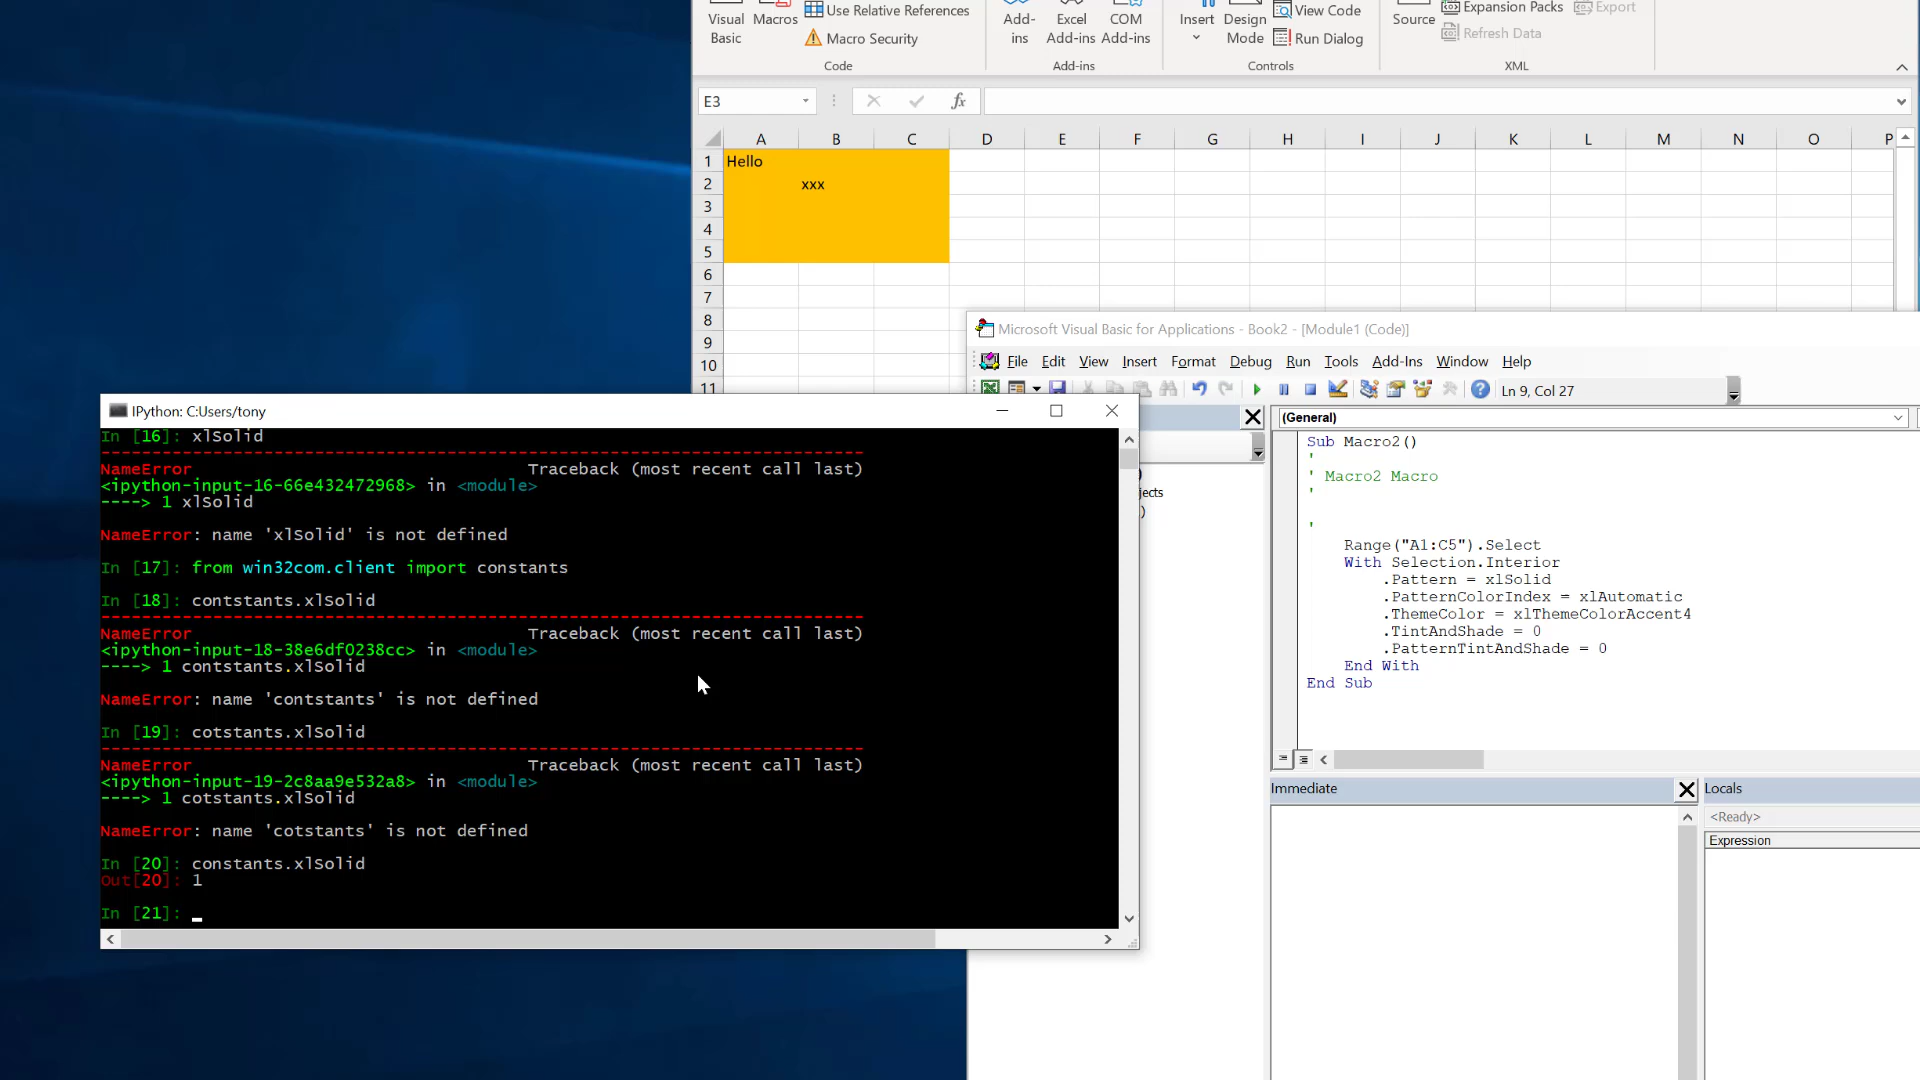 Visual Basic
Macros
Use Relative References
Macro Security
Code
Add-ins
Excel Add-ins
COM Add-ins
Add-ins
Insert
Design Mode
View Code
Run Dialog
Controls
Source
Expansion Packs
Export
Refresh Data
XML
E3
fx
A B C D E F G H I J K L M N O P
1 Hello
2 xxx
3
4
5
6
7
8
9
10
11
Microsoft Visual Basic for Applications - Book2 - [Module1 (Code)]
File Edit View Insert Format Debug Run Tools Add-Ins Window Help
Ln 9, Col 27
(General)
jects
)
Sub Macro2()
'
' Macro2 Macro
'
'
Range("A1:C5").Select
With Selection.Interior
.Pattern = xlSolid
.PatternColorIndex = xlAutomatic
.ThemeColor = xlThemeColorAccent4
.TintAndShade = 0
.PatternTintAndShade = 0
End With
End Sub
Immediate
Locals
<Ready>
Expression
IPython: C:Users/tony
In [16]: xlSolid
---------------------------------------------------------------------------
NameError Traceback (most recent call last)
<ipython-input-16-66e432472968> in <module>
----> 1 xlSolid
NameError: name 'xlSolid' is not defined
In [17]: from win32com.client import constants
In [18]: contstants.xlSolid
---------------------------------------------------------------------------
NameError Traceback (most recent call last)
<ipython-input-18-38e6df0238cc> in <module>
----> 1 contstants.xlSolid
NameError: name 'contstants' is not defined
In [19]: cotstants.xlSolid
---------------------------------------------------------------------------
NameError Traceback (most recent call last)
<ipython-input-19-2c8aa9e532a8> in <module>
----> 1 cotstants.xlSolid
NameError: name 'cotstants' is not defined
In [20]: constants.xlSolid
Out[20]: 1
In [21]: